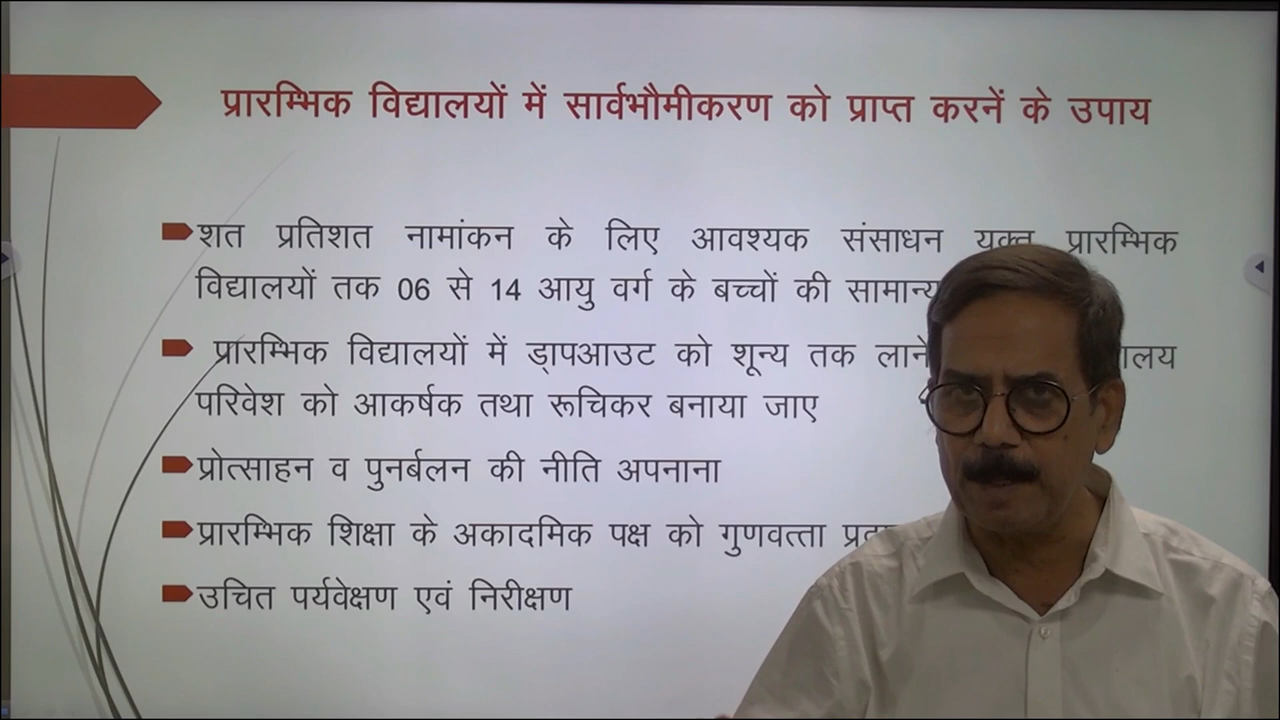 प्रारम्भिक विद्यालयों में सार्वभौमीकरण को प्राप्त करनें के उपाय
शत प्रतिशत नामांकन के लिए आवश्यक संसाधन युक्त प्रारम्भिक
विद्यालयों तक 06 से 14 आयु वर्ग के बच्चों की सामान्य
प्रारम्भिक विद्यालयों में ड्रापआउट को शून्य तक लाने
परिवेश को आकर्षक तथा रूचिकर बनाया जाए
प्रोत्साहन व पुनर्बलन की नीति अपनाना
प्रारम्भिक शिक्षा के अकादमिक पक्ष को गुणवत्ता
उचित पर्यवेक्षण एवं निरीक्षण